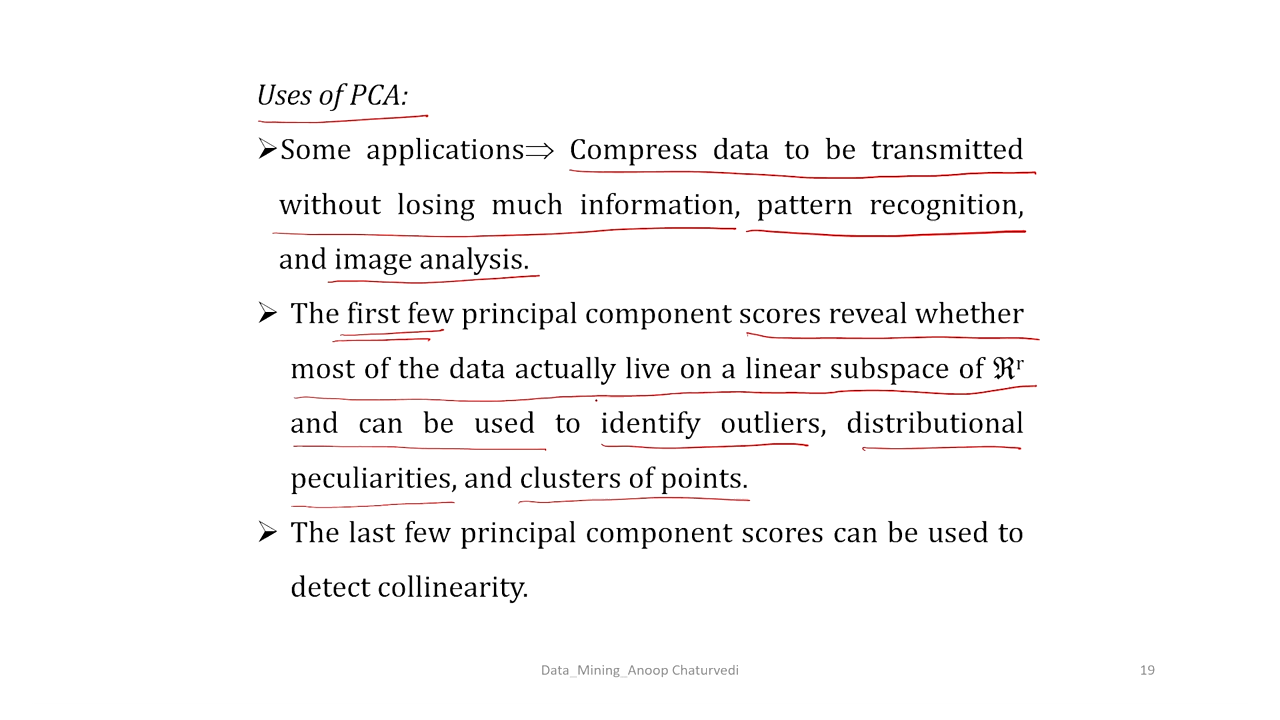 Uses of PCA:
➢Some applications⇒ Compress data to be transmitted
without losing much information, pattern recognition,
and image analysis.
➢ The first few principal component scores reveal whether
most of the data actually live on a linear subspace of ℜʳ
and can be used to identify outliers, distributional
peculiarities, and clusters of points.
➢ The last few principal component scores can be used to
detect collinearity.
Data_Mining_Anoop Chaturvedi
19